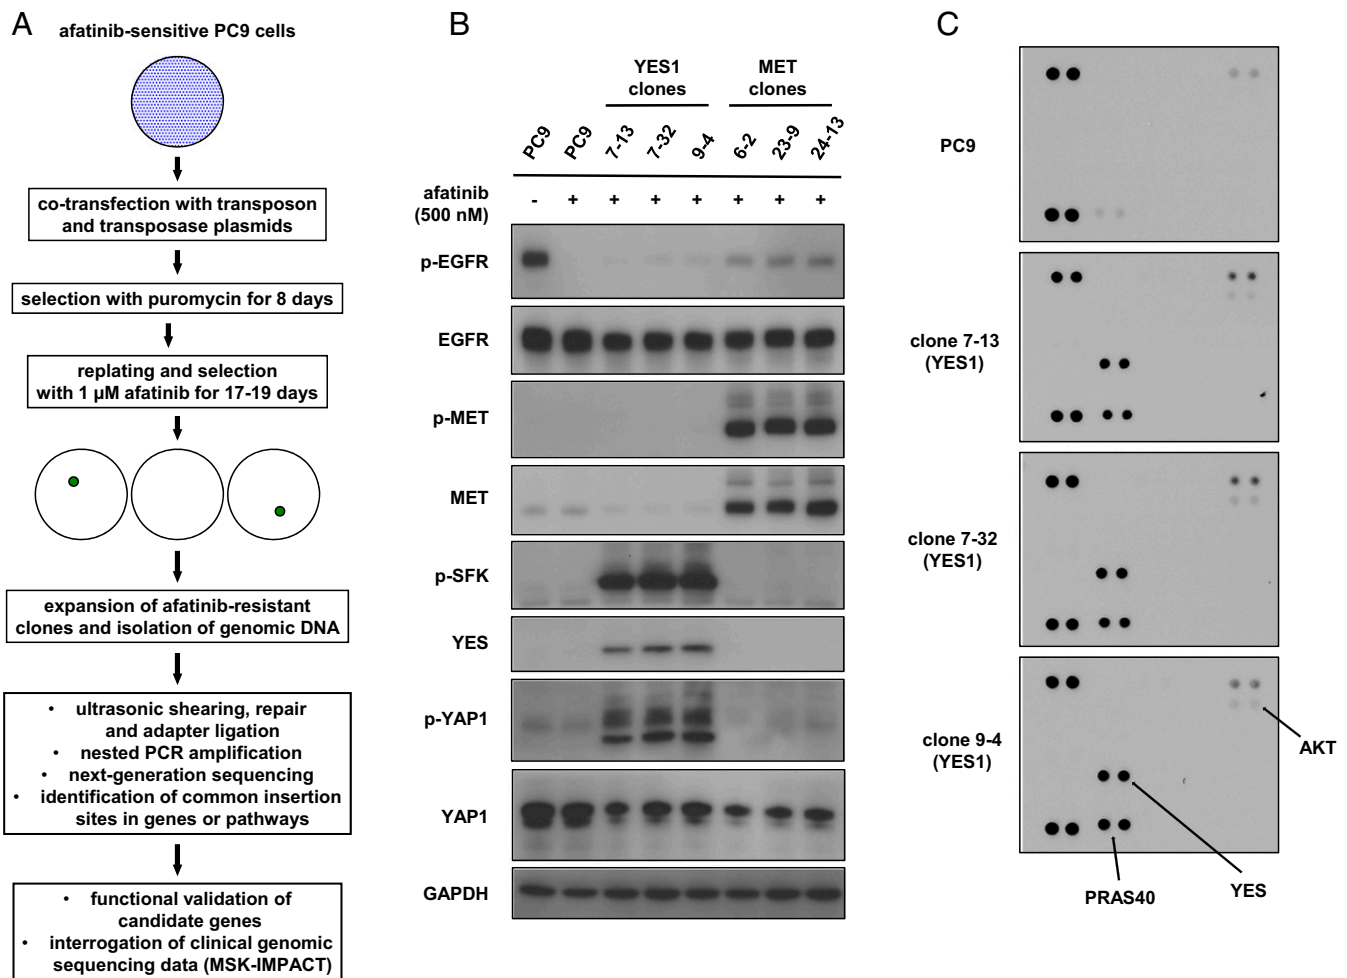 A
afatinib-sensitive PC9 cells
co-transfection with transposon
and transposase plasmids
selection with puromycin for 8 days
replating and selection
with 1 µM afatinib for 17-19 days
expansion of afatinib-resistant
clones and isolation of genomic DNA
• ultrasonic shearing, repair
and adapter ligation
• nested PCR amplification
• next-generation sequencing
• identification of common insertion
sites in genes or pathways
• functional validation of
candidate genes
• interrogation of clinical genomic
sequencing data (MSK-IMPACT)
B
YES1
clones
MET
clones
PC9 PC9 7-13 7-32 9-4 6-2 23-9 24-13
afatinib
(500 nM)
- + + + + + + +
p-EGFR
EGFR
p-MET
MET
p-SFK
YES
p-YAP1
YAP1
GAPDH
C
PC9
clone 7-13
(YES1)
clone 7-32
(YES1)
clone 9-4
(YES1)
AKT
YES
PRAS40